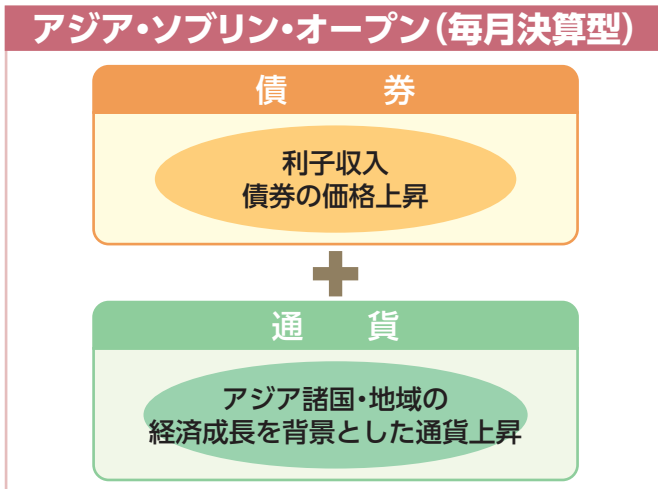 アジア・ソブリン・オープン(毎月決算型)
債　券
利子収入
債券の価格上昇
通　貨
アジア諸国・地域の
経済成長を背景とした通貨上昇